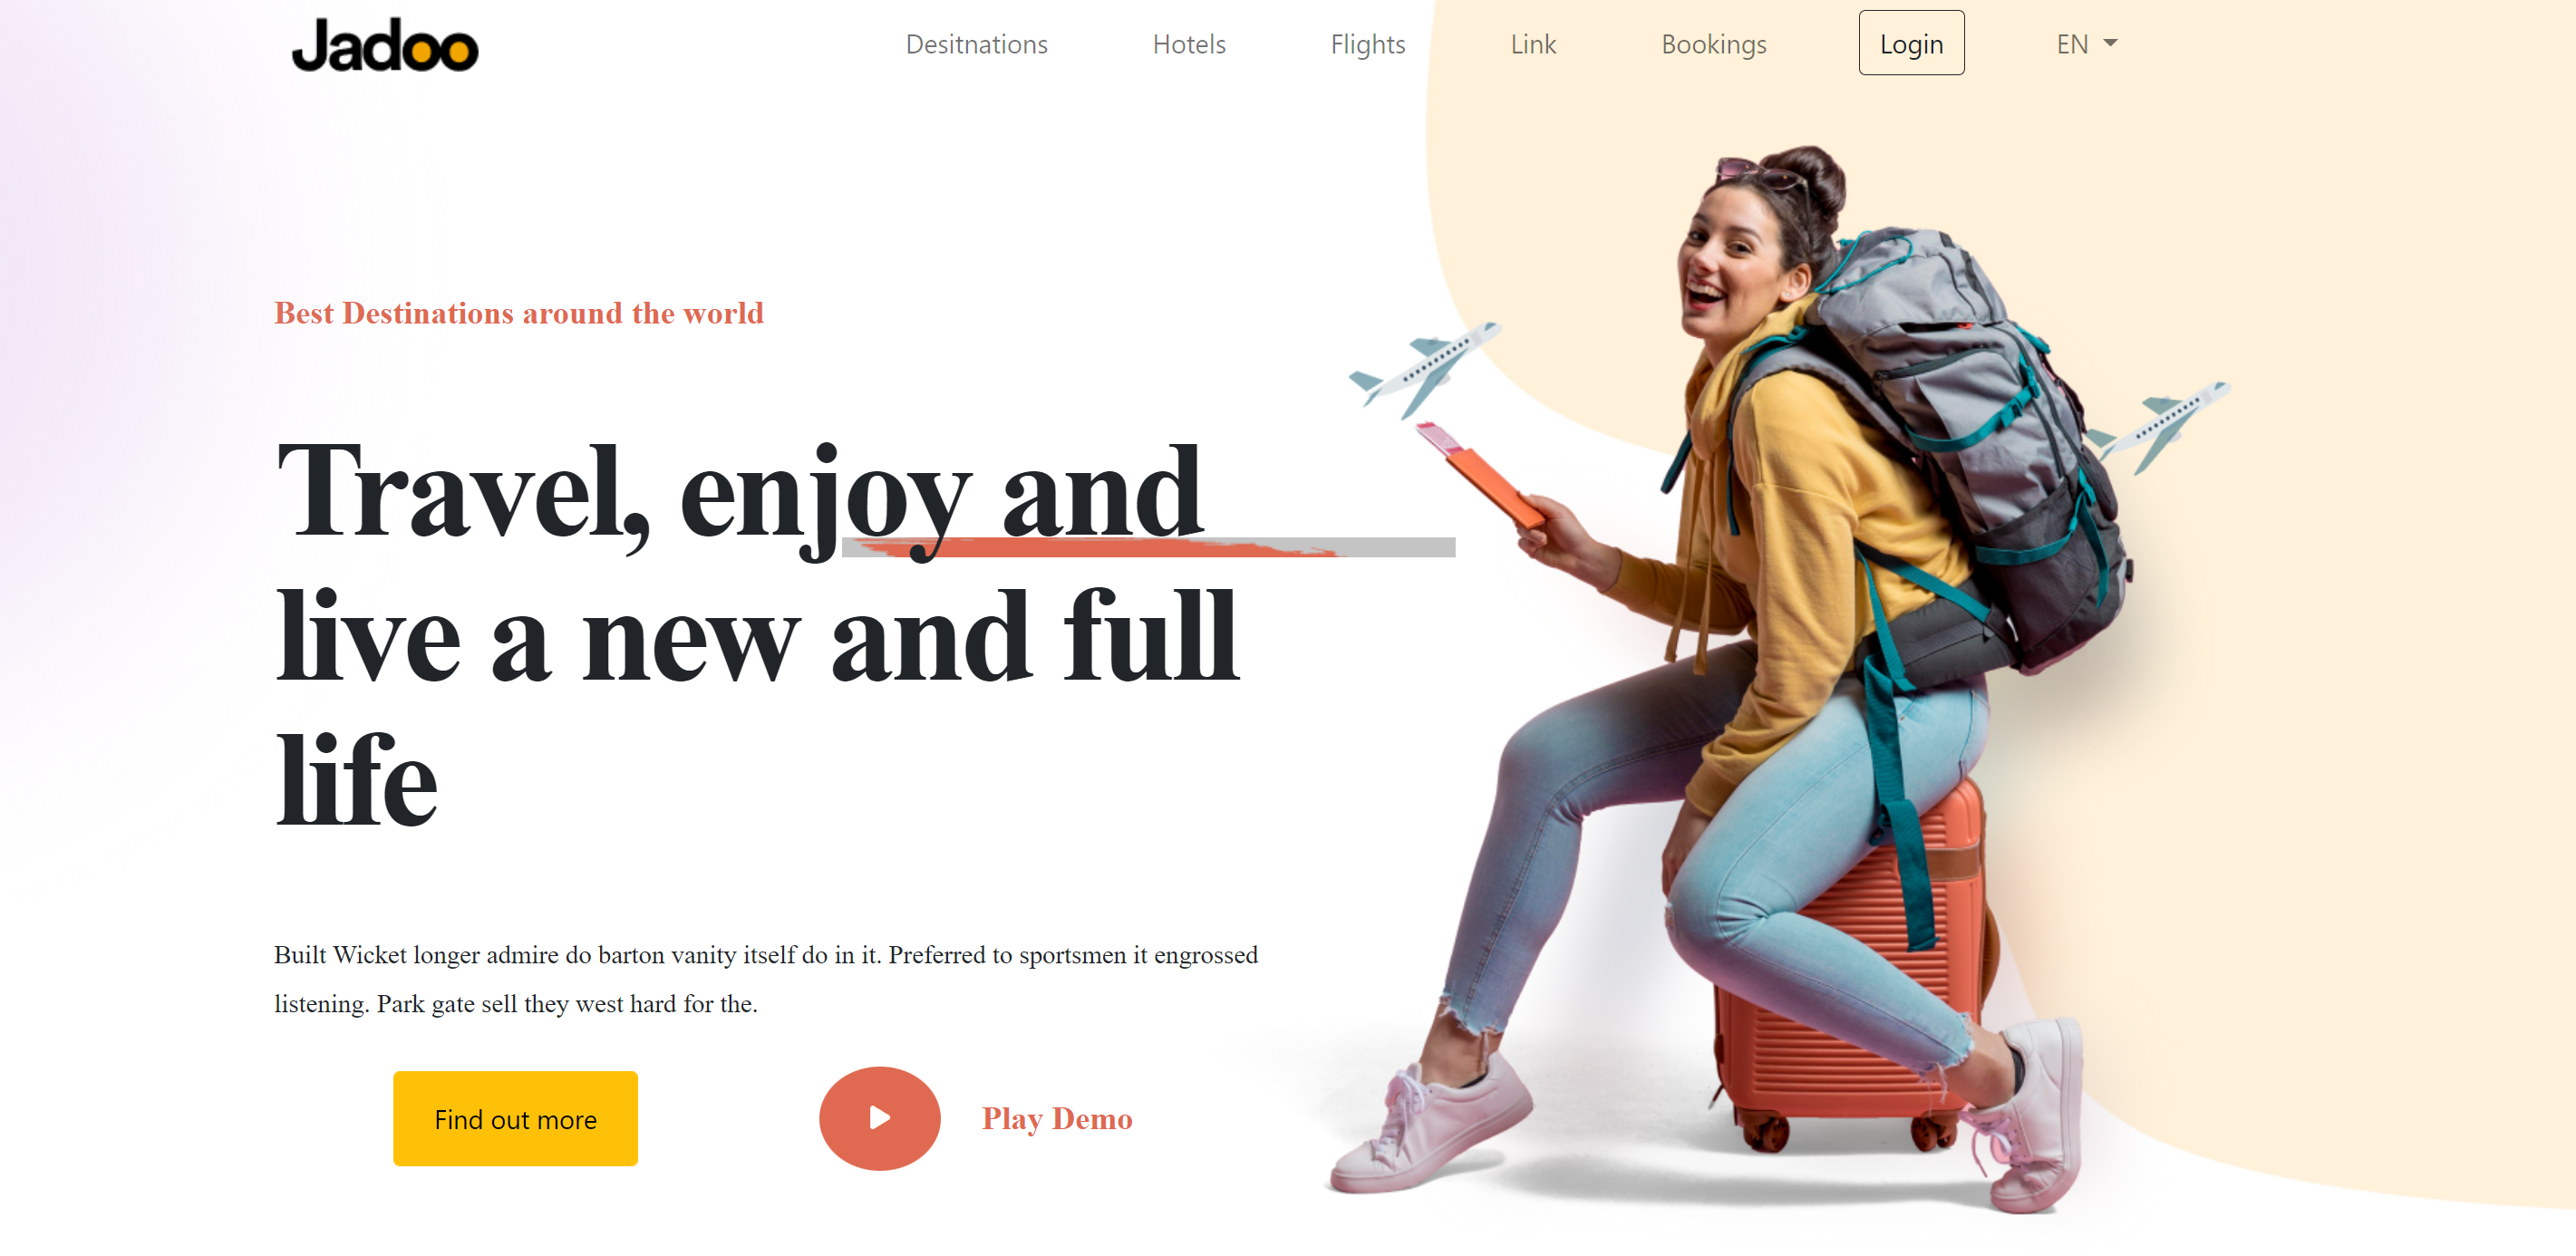 Jadoo
Desitnations Hotels Flights Link Bookings Login EN
Best Destinations around the world
Travel, enjoy and
live a new and full
life
Built Wicket longer admire do barton vanity itself do in it. Preferred to sportsmen it engrossed
listening. Park gate sell they west hard for the.
Find out more
Play Demo